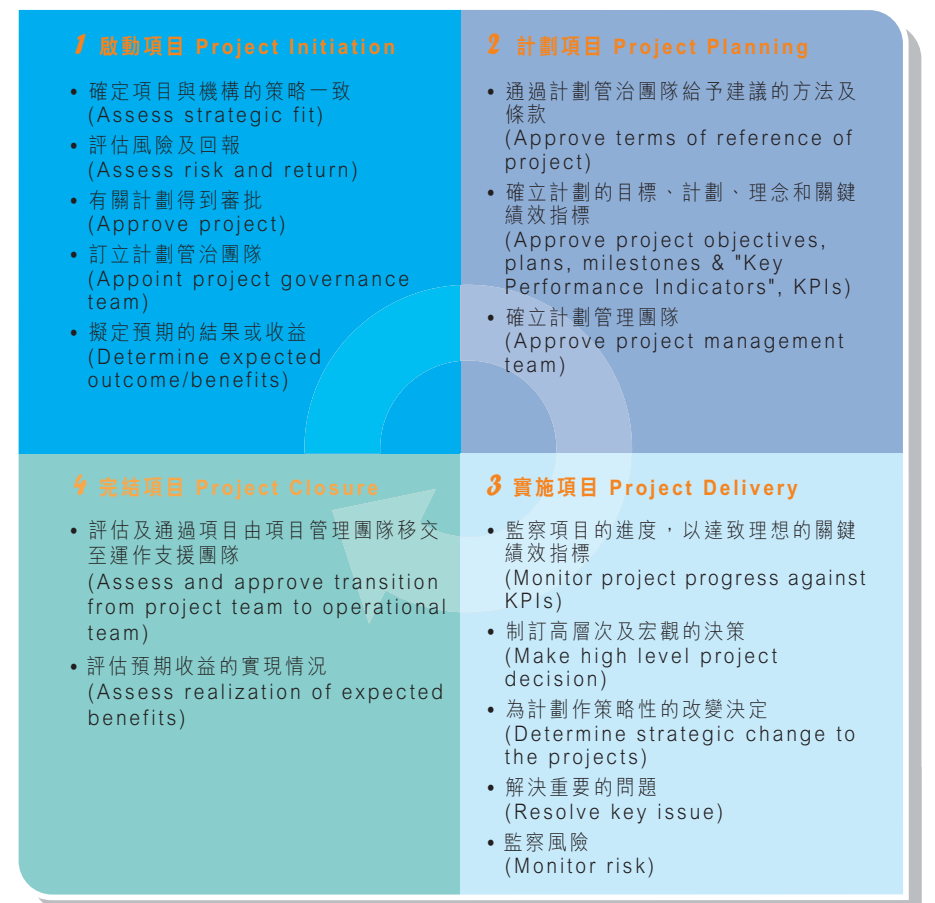 1 啟動項目 Project Initiation
• 確定項目與機構的策略一致
(Assess strategic fit)
• 評估風險及回報
(Assess risk and return)
• 有關計劃得到審批
(Approve project)
• 訂立計劃管治團隊
(Appoint project governance
team)
• 擬定預期的結果或收益
(Determine expected
outcome/benefits)
2 計劃項目 Project Planning
• 通過計劃管治團隊給予建議的方法及
條款
(Approve terms of reference of
project)
• 確立計劃的目標、計劃、理念和關鍵
績效指標
(Approve project objectives,
plans, milestones & "Key
Performance Indicators", KPIs)
• 確立計劃管理團隊
(Approve project management
team)
3 實施項目 Project Delivery
• 監察項目的進度，以達致理想的關鍵
績效指標
(Monitor project progress against
KPIs)
• 制訂高層次及宏觀的決策
(Make high level project
decision)
• 為計劃作策略性的改變決定
(Determine strategic change to
the projects)
• 解決重要的問題
(Resolve key issue)
• 監察風險
(Monitor risk)
4 完結項目 Project Closure
• 評估及通過項目由項目管理團隊移交
至運作支援團隊
(Assess and approve transition
from project team to operational
team)
• 評估預期收益的實現情況
(Assess realization of expected
benefits)